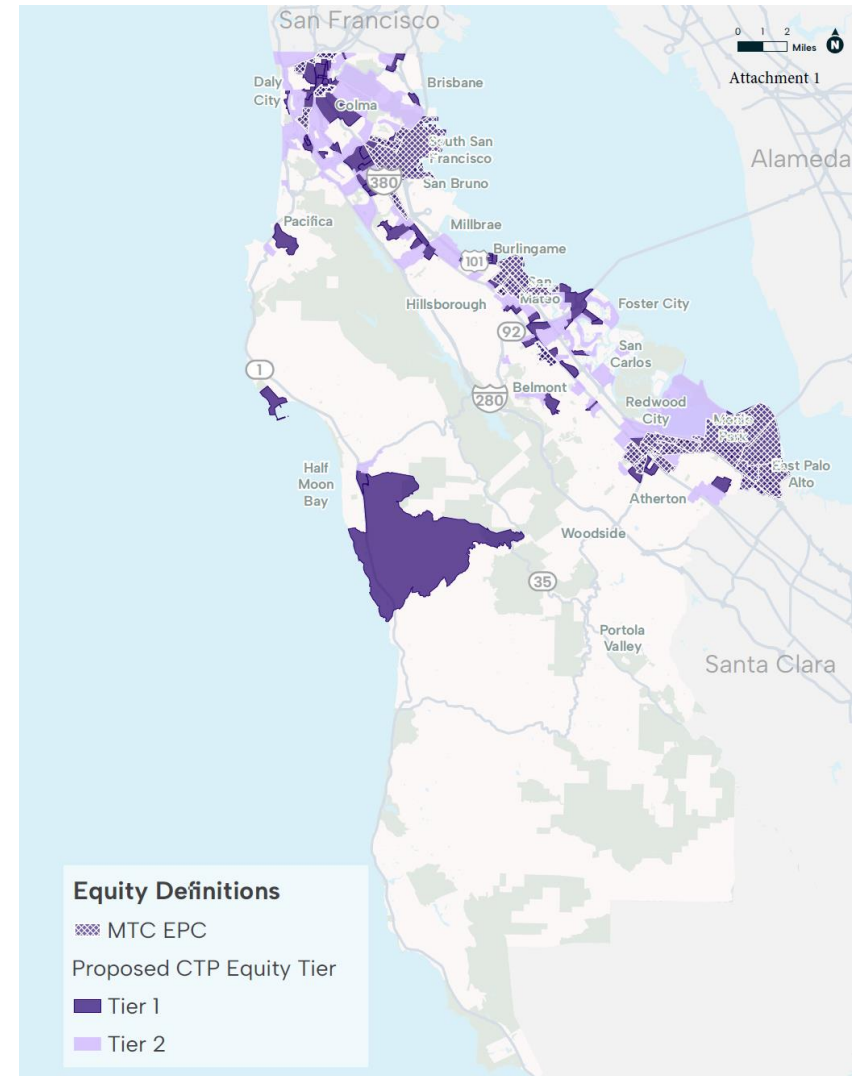 San Francisco
0 1 2
Miles
N
Attachment 1
Daly
City
Brisbane
Colma
South San
Francisco
Alameda
380
San Bruno
Pacifica
Millbrae
Burlingame
101
San
Mateo
Hillsborough
Foster City
92
San
Carlos
1
Belmont
280
Redwood
City
Menlo
Park
Half
Moon
Bay
East Palo
Alto
Atherton
Woodside
35
Portola
Valley
Santa Clara
Equity Definitions
MTC EPC
Proposed CTP Equity Tier
Tier 1
Tier 2